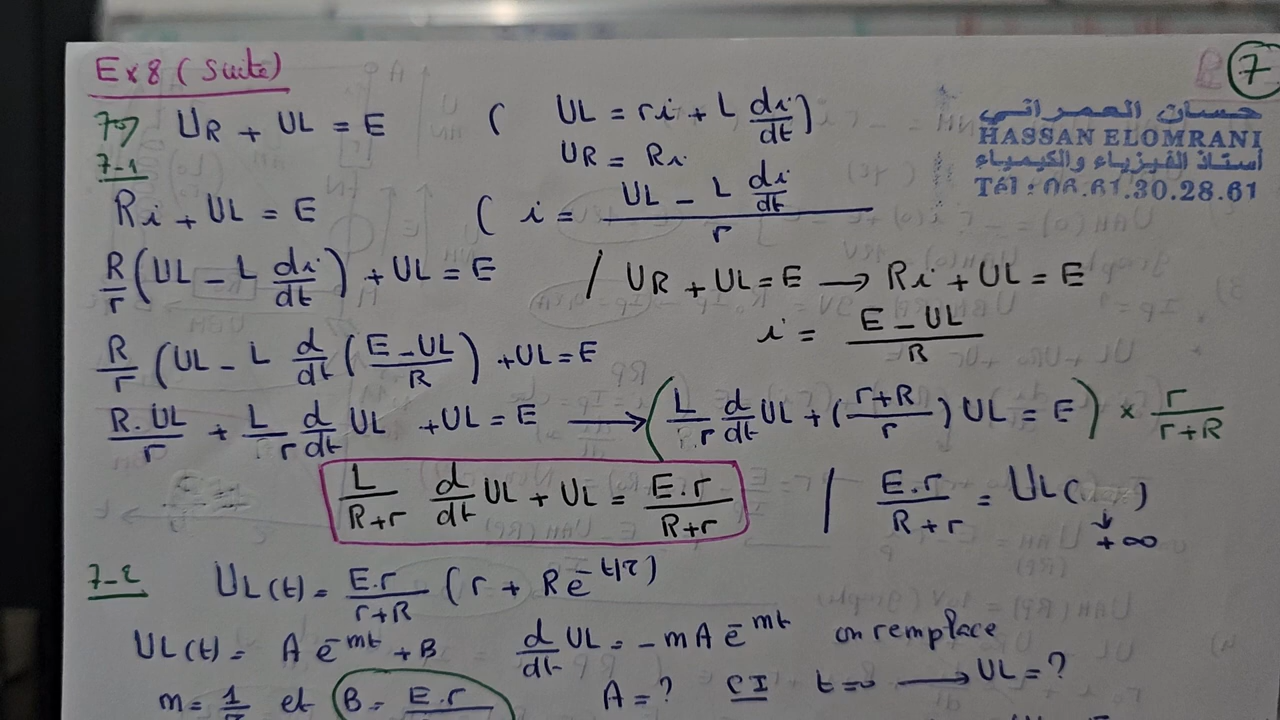 Ex 8 (Suite)
7
حسان العمراني
HASSAN ELOMRANI
أستاذ الفيزياء والكيمياء
Tél : 06.61.30.28.61
7°) UR + UL = E ( UL = ri + L di/dt )
7-1 UR = Ri
Ri + UL = E ( i = (UL - L di/dt)/r
R/r (UL - L di/dt) + UL = E / UR + UL = E → Ri + UL = E
i = (E - UL)/R
R/r (UL - L d/dt ((E - UL)/R) + UL = E
R.UL/r + L/r d/dt UL + UL = E → (L/r d/dt UL + ((r+R)/r) UL = E) × r/(r+R)
L/(R+r) d/dt UL + UL = E.r/(R+r) | E.r/(R+r) = UL( )
↓
+∞
7-2 UL(t) = E.r/(r+R) (r + R e^-t/τ)
UL(t) = A e^-mt + B d/dt UL = -mA e^-mt on remplace
m = 1/τ et B = E.r A = ? CI t=0 → UL = ?